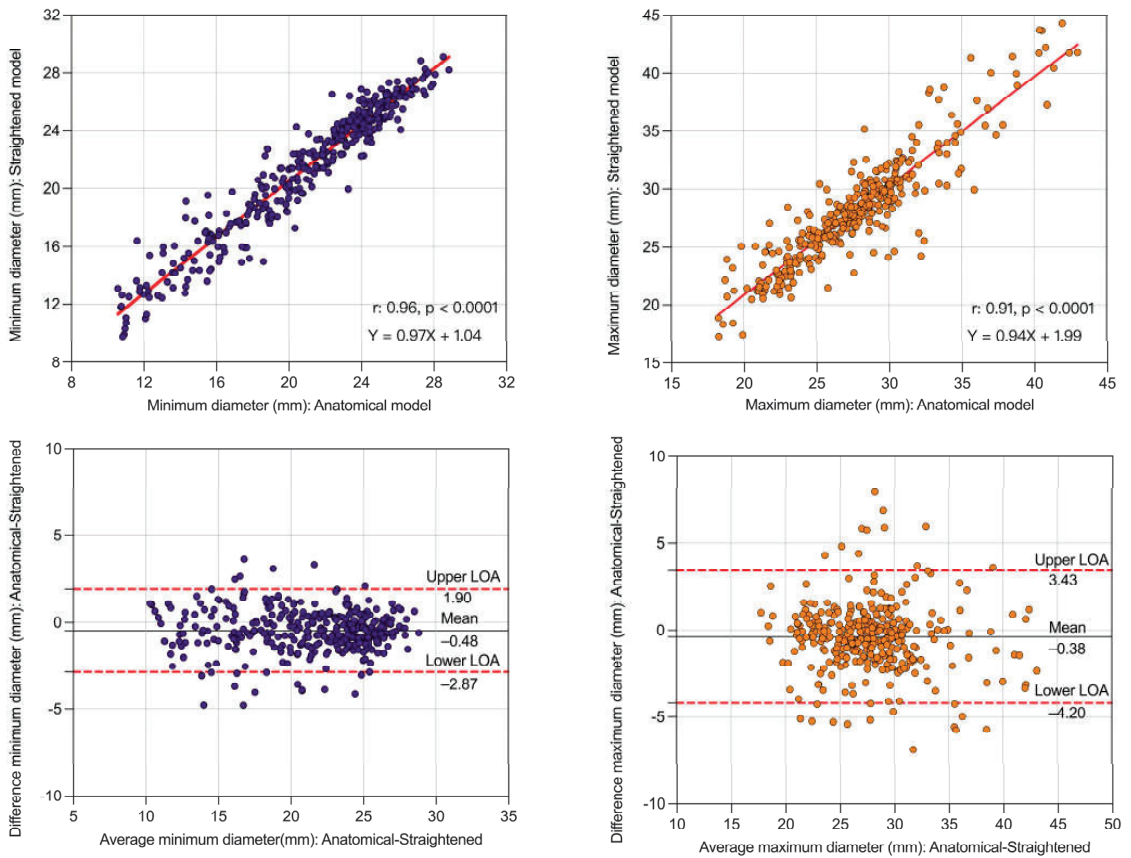 32
28
24
20
16
12
8
Minimum diameter (mm): Straightened model
r: 0.96, p < 0.0001
Y = 0.97X + 1.04
8 12 16 20 24 28 32
Minimum diameter (mm): Anatomical model
45
40
35
30
25
20
15
Maximum diameter (mm): Straightened model
r: 0.91, p < 0.0001
Y = 0.94X + 1.99
15 20 25 30 35 40 45
Maximum diameter (mm): Anatomical model
10
5
0
-5
-10
Difference minimum diameter (mm): Anatomical-Straightened
Upper LOA
1.90
Mean
−0.48
Lower LOA
−2.87
5 10 15 20 25 30 35
Average minimum diameter(mm): Anatomical-Straightened
10
5
0
-5
-10
Difference maximum diameter (mm): Anatomical-Straightened
Upper LOA
3.43
Mean
−0.38
Lower LOA
−4.20
10 15 20 25 30 35 40 45 50
Average maximum diameter (mm): Anatomical-Straightened